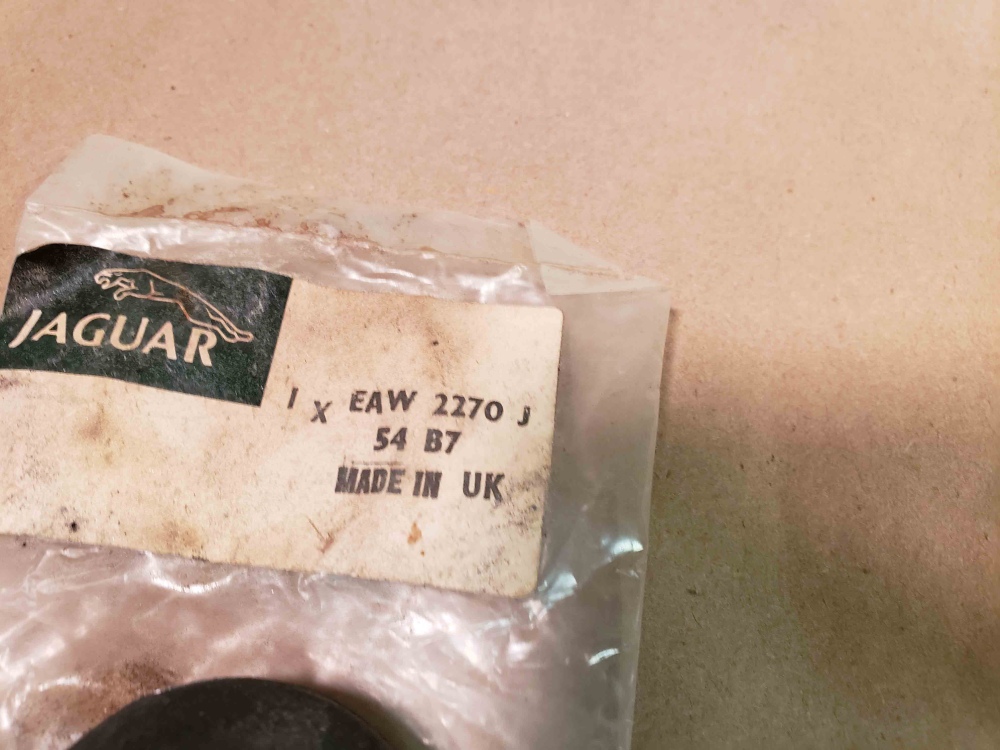 JAGUAR
1 X EAW 2270 J
54 B7
MADE IN UK